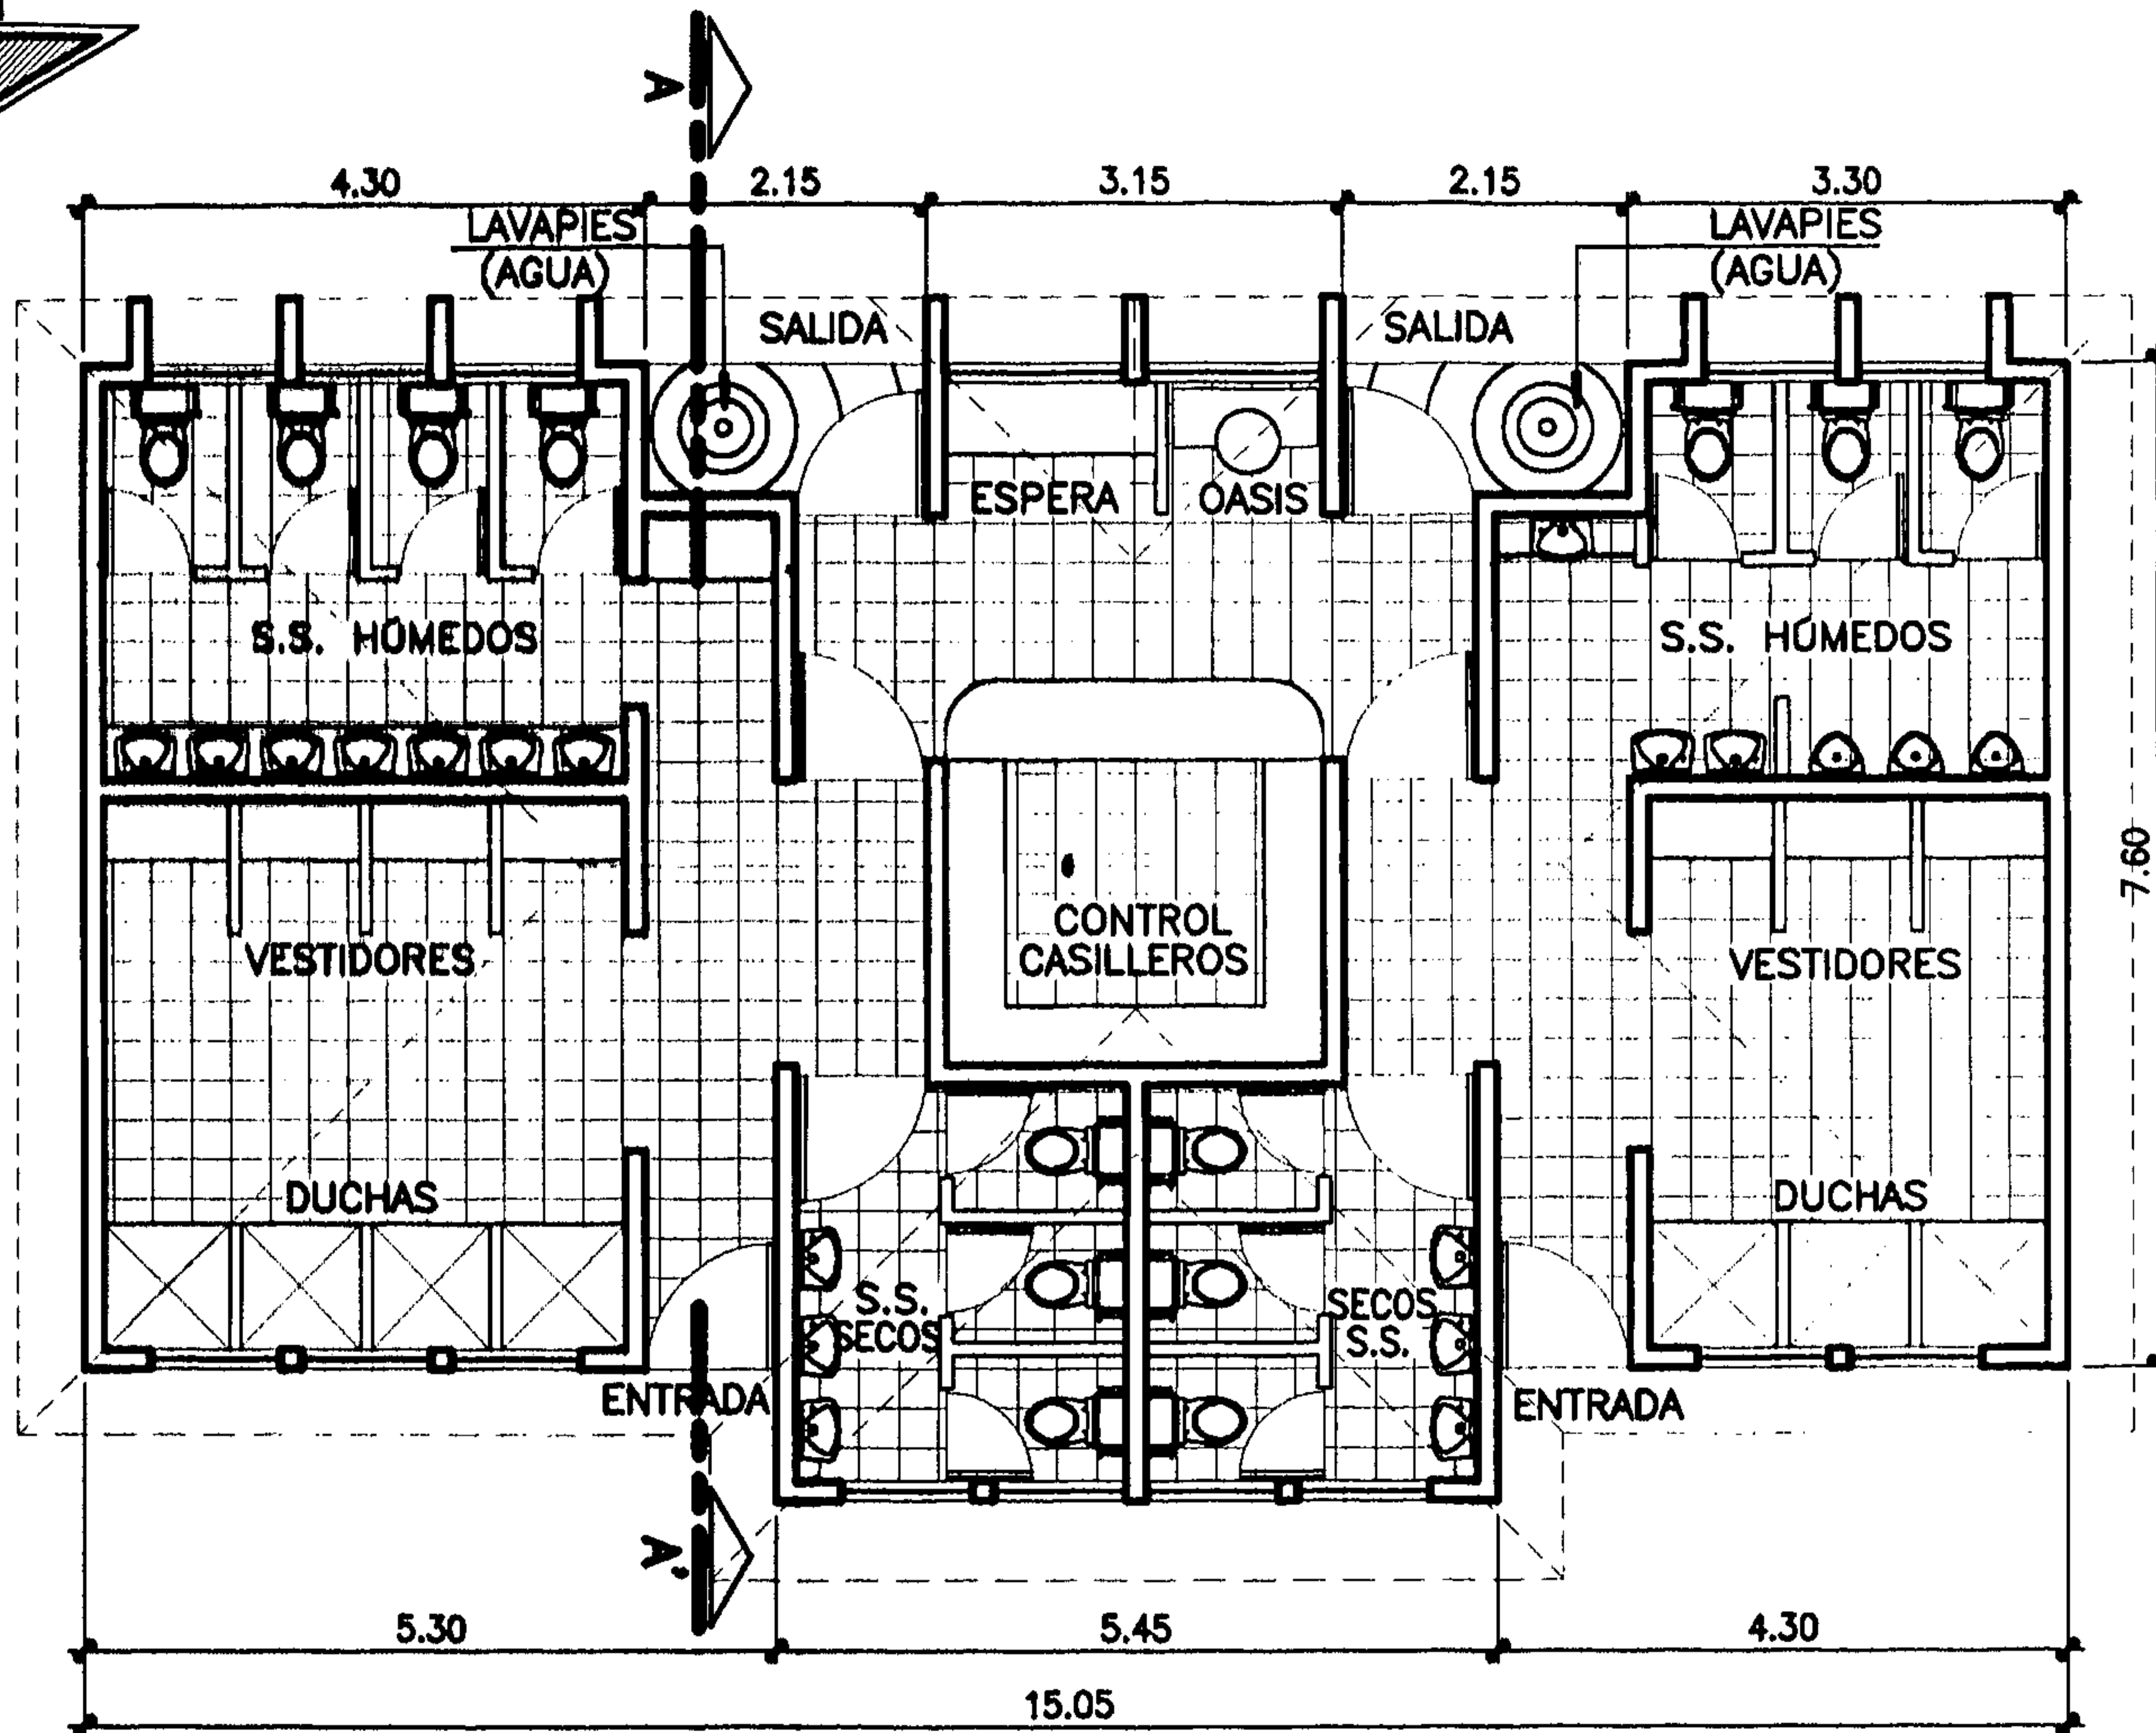 A
4.30
2.15
3.15
2.15
3.30
LAVAPIES
(AGUA)
LAVAPIES
(AGUA)
SALIDA
SALIDA
ESPERA
OASIS
S.S. HÚMEDOS
S.S. HÚMEDOS
7.60
CONTROL
CASILLEROS
VESTIDORES
VESTIDORES
DUCHAS
DUCHAS
S.S.
SECOS
SECOS
S.S.
ENTRADA
ENTRADA
A'
5.30
5.45
4.30
15.05